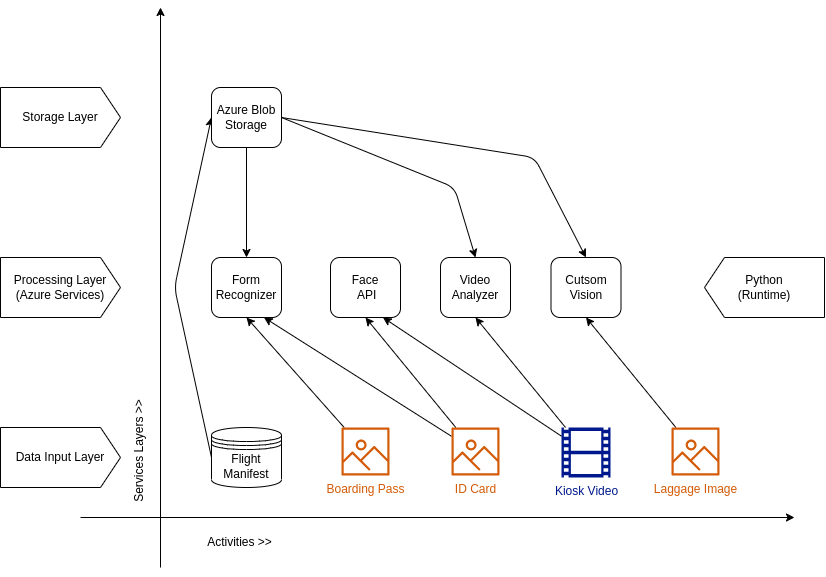 Storage Layer
Azure Blob
Storage
Processing Layer
(Azure Services)
Form
Recognizer
Face
API
Video
Analyzer
Cutsom
Vision
Python
(Runtime)
Services Layers >>
Data Input Layer
Flight
Manifest
Boarding Pass
ID Card
Kiosk Video
Laggage Image
Activities >>